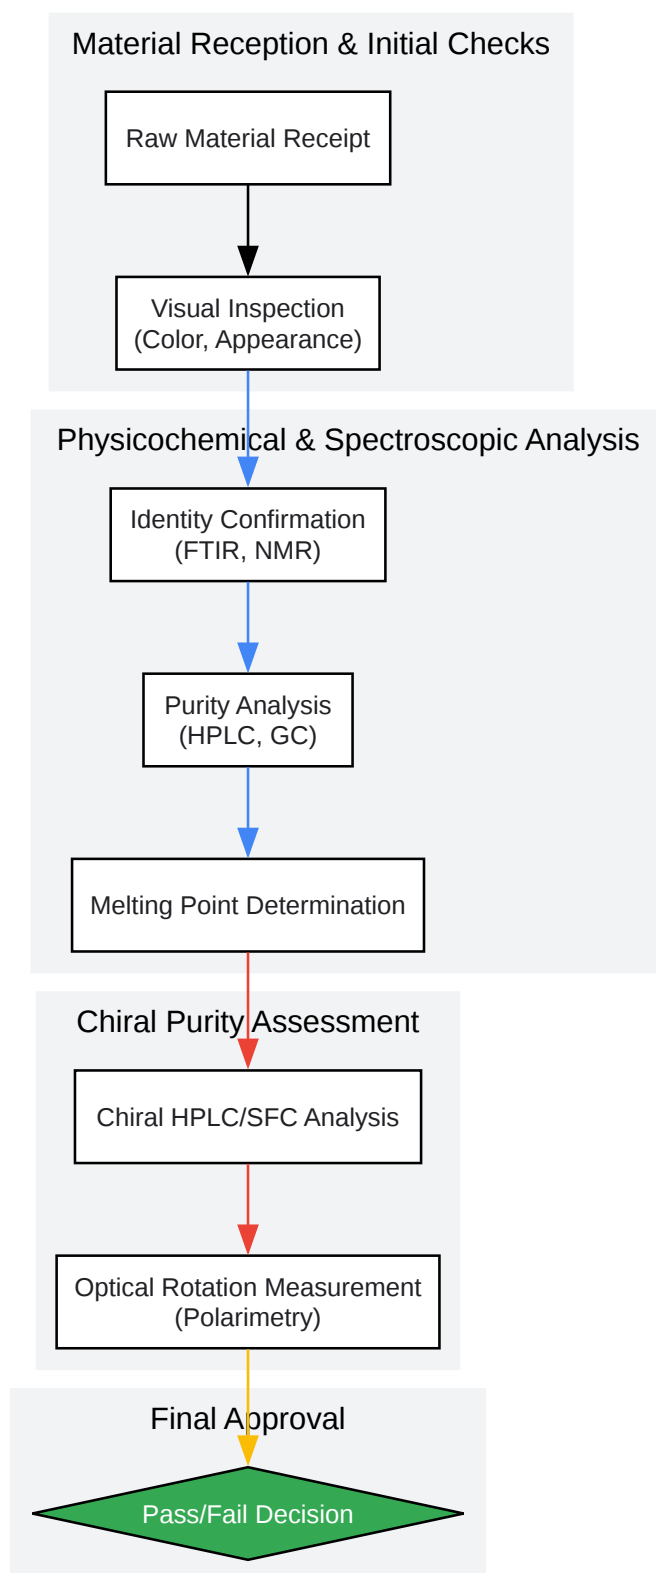 Material Reception & Initial Checks
Raw Material Receipt
Visual Inspection
(Color, Appearance)
Physicochemical & Spectroscopic Analysis
Identity Confirmation
(FTIR, NMR)
Purity Analysis
(HPLC, GC)
Melting Point Determination
Chiral Purity Assessment
Chiral HPLC/SFC Analysis
Optical Rotation Measurement
(Polarimetry)
Final Approval
Pass/Fail Decision